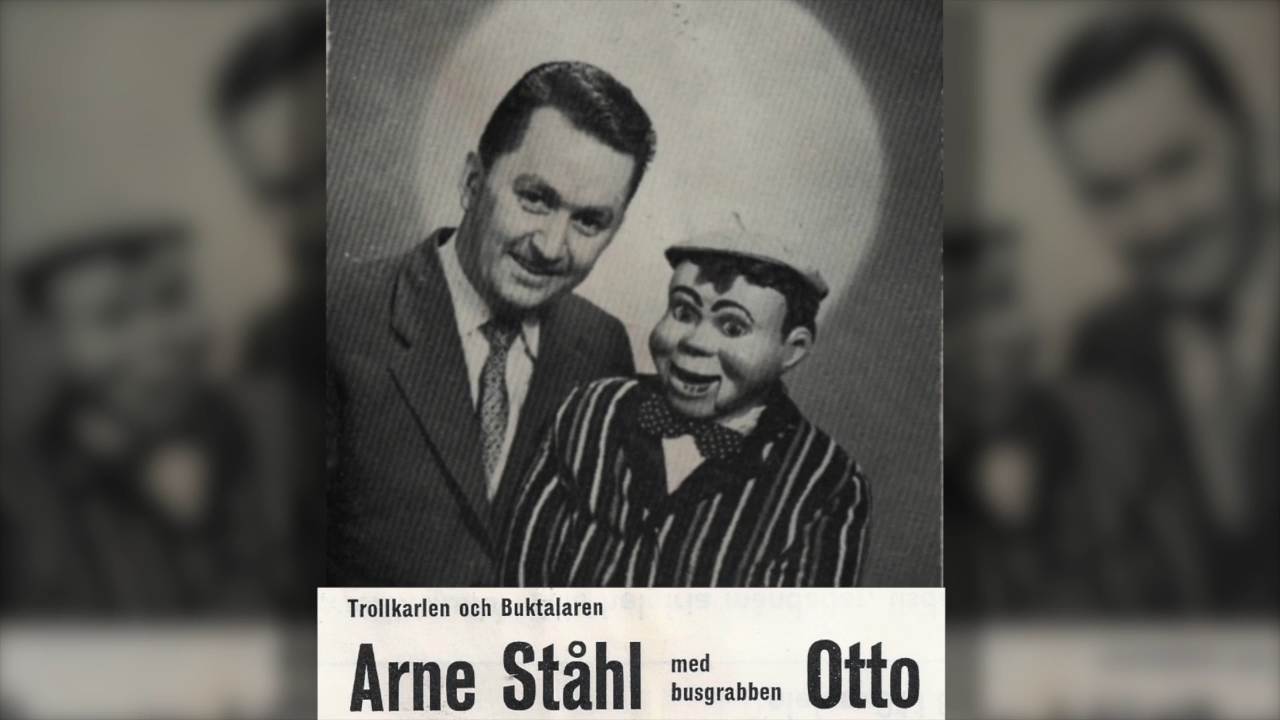 Trollkarlen och Buktalaren
Arne Ståhl med busgrabben Otto